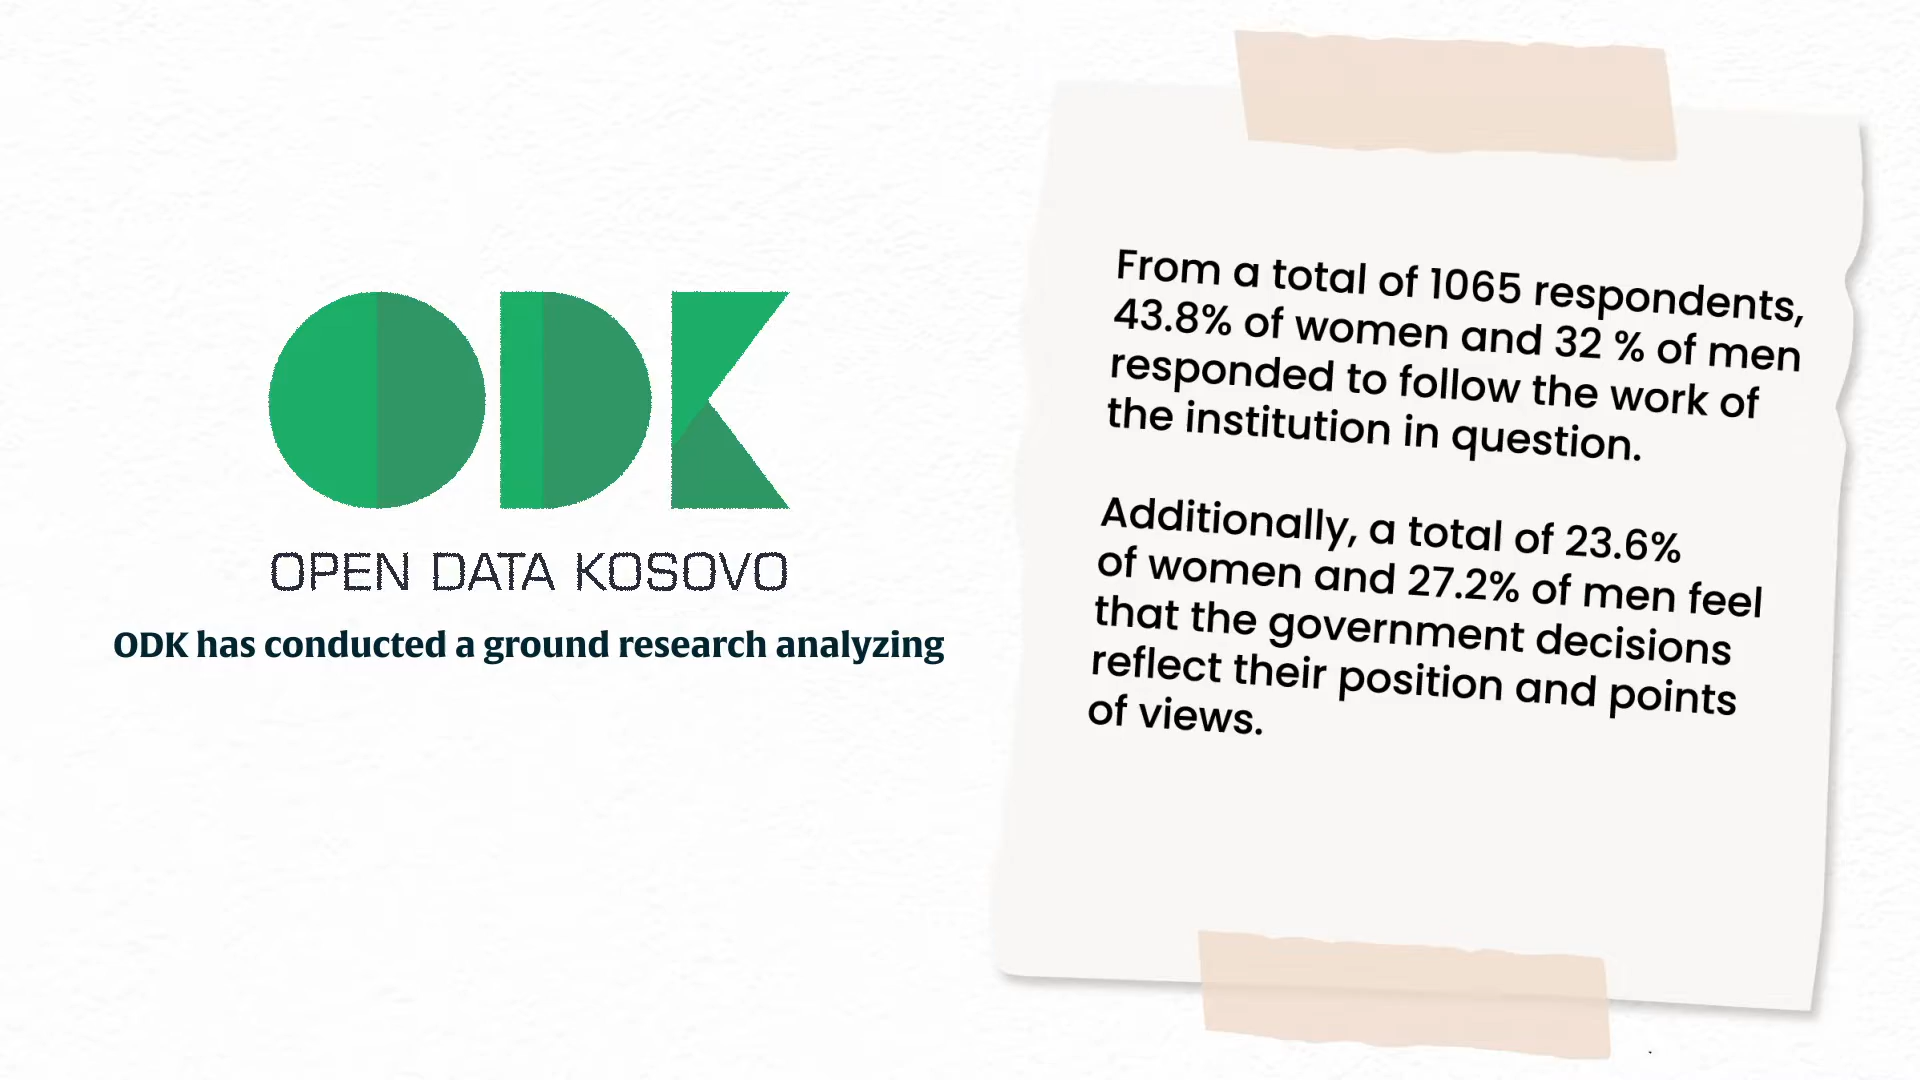 ODK
OPEN DATA KOSOVO
ODK has conducted a ground research analyzing
From a total of 1065 respondents,
43.8% of women and 32 % of men
responded to follow the work of
the institution in question.
Additionally, a total of 23.6%
of women and 27.2% of men feel
that the government decisions
reflect their position and points
of views.